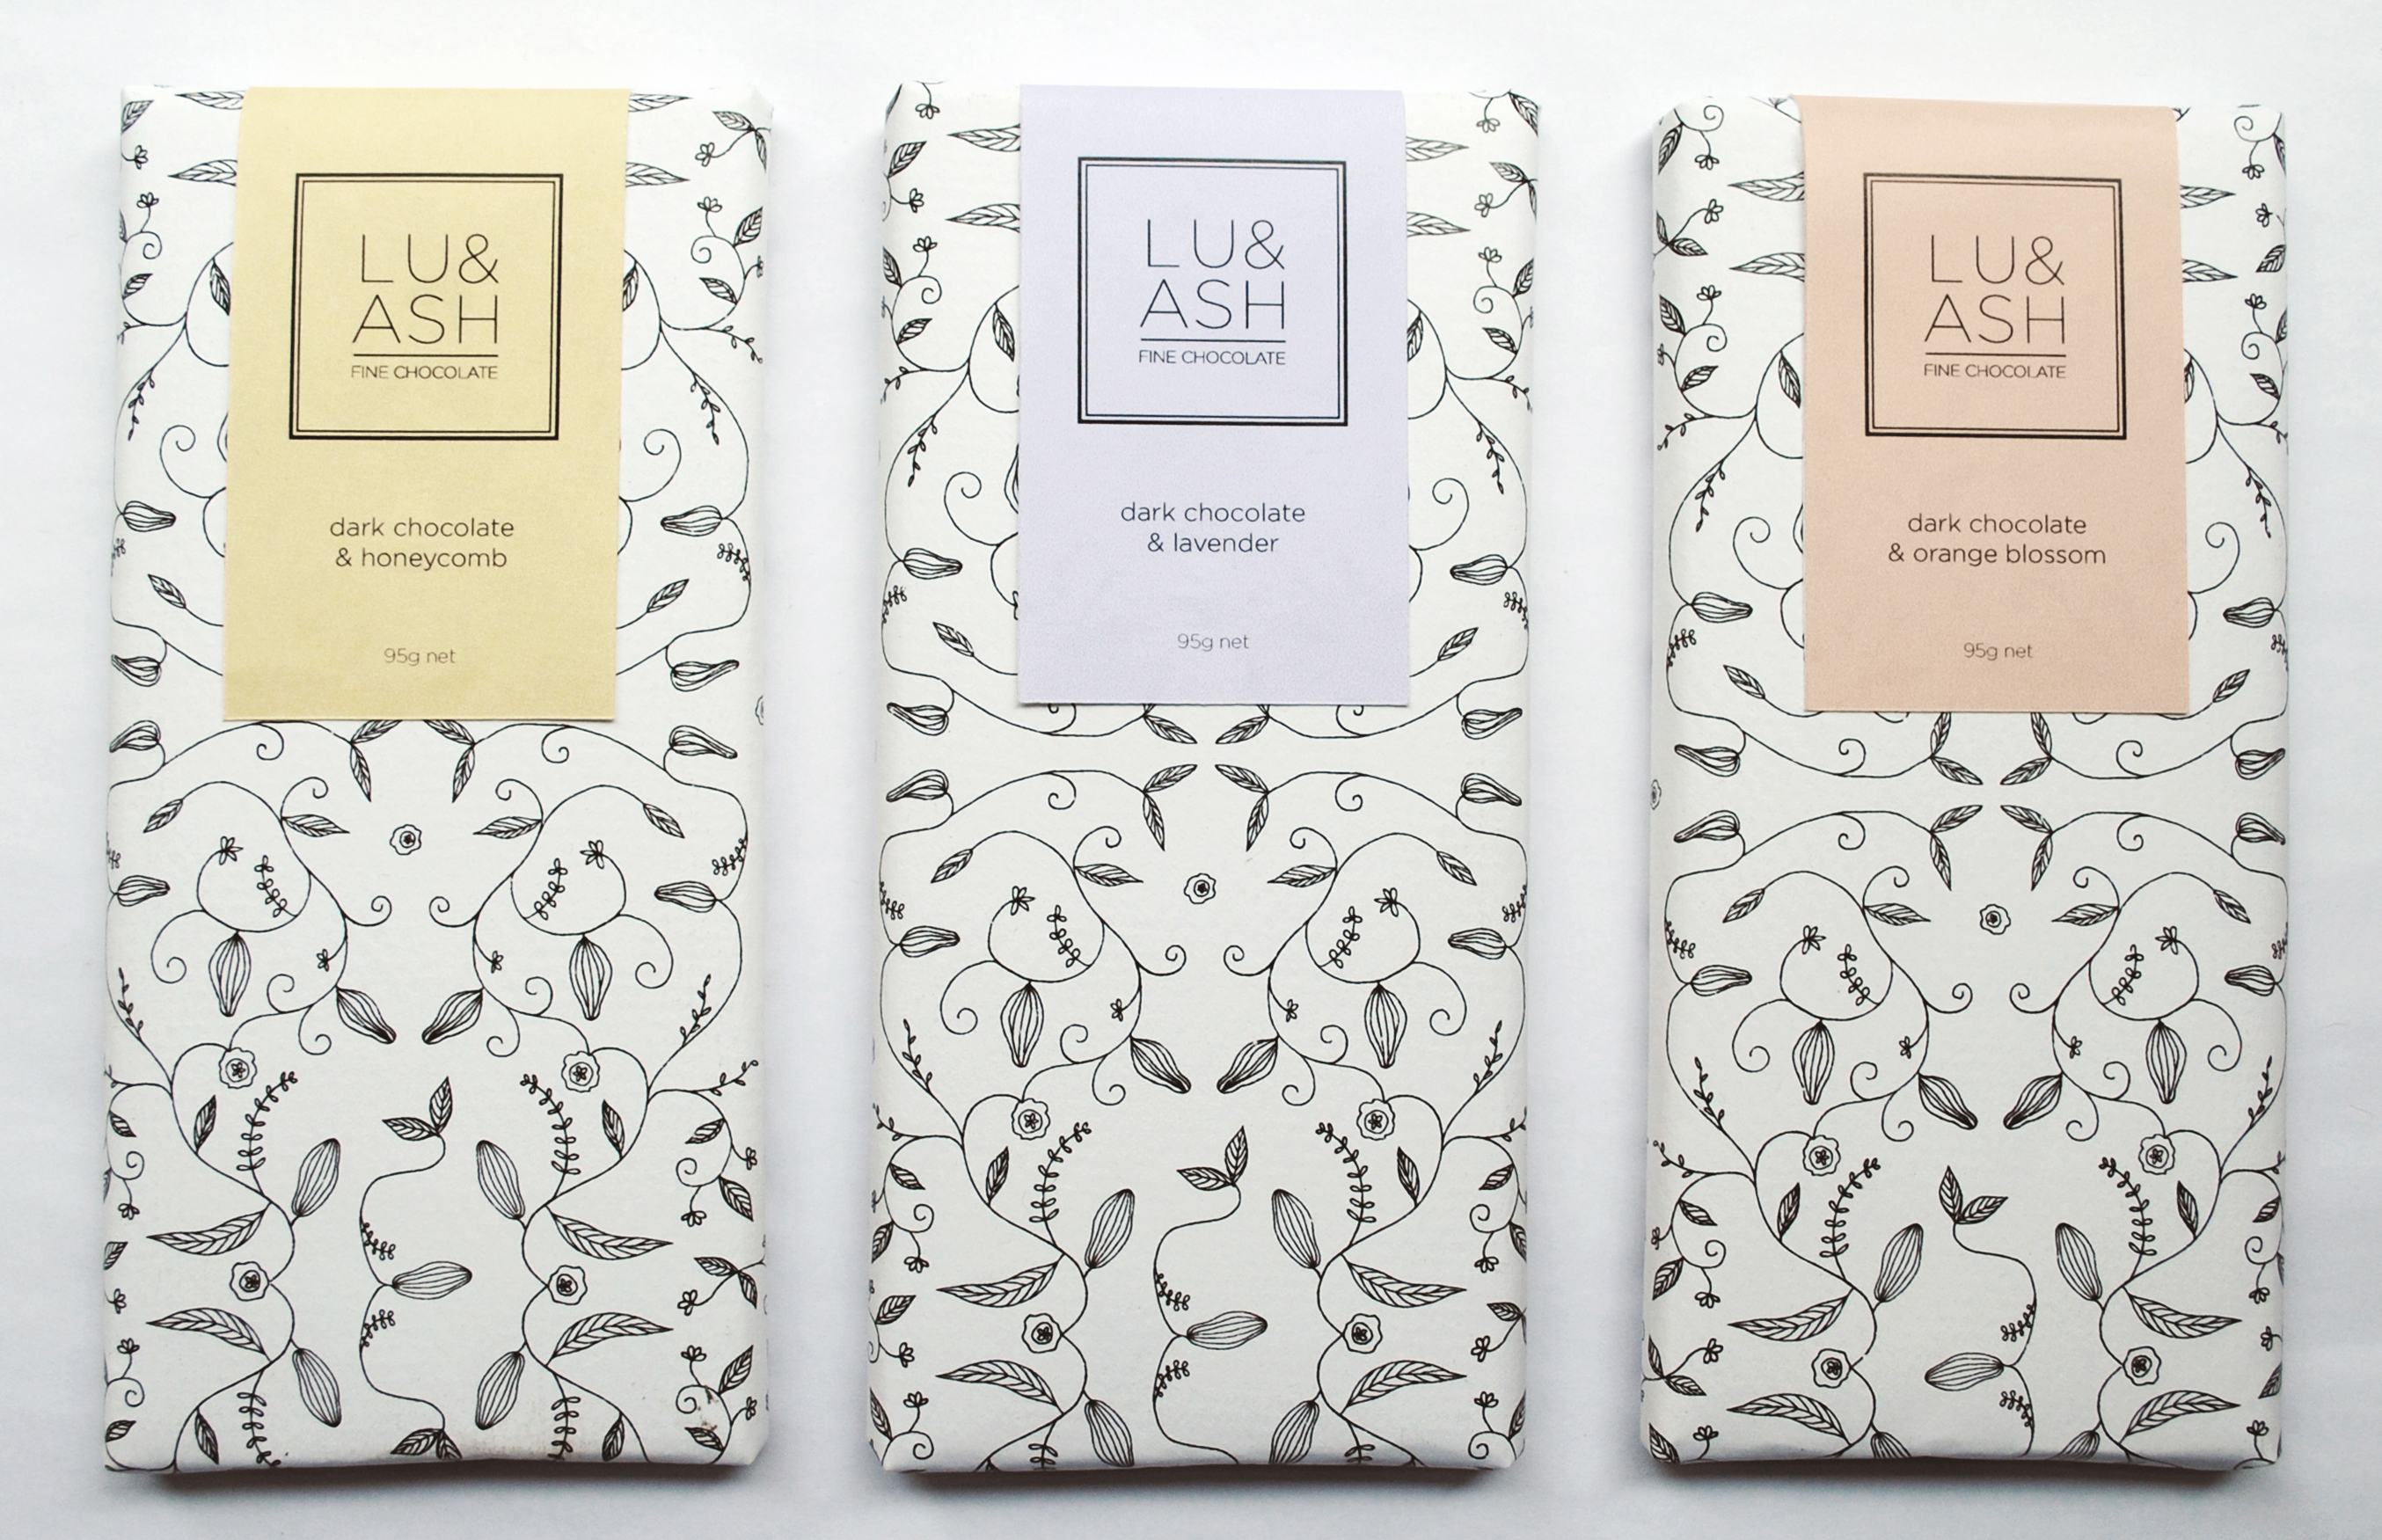 LU&
ASH
FINE CHOCOLATE
dark chocolate
& honeycomb
95g net
LU&
ASH
FINE CHOCOLATE
dark chocolate
& lavender
95g net
LU&
ASH
FINE CHOCOLATE
dark chocolate
& orange blossom
95g net